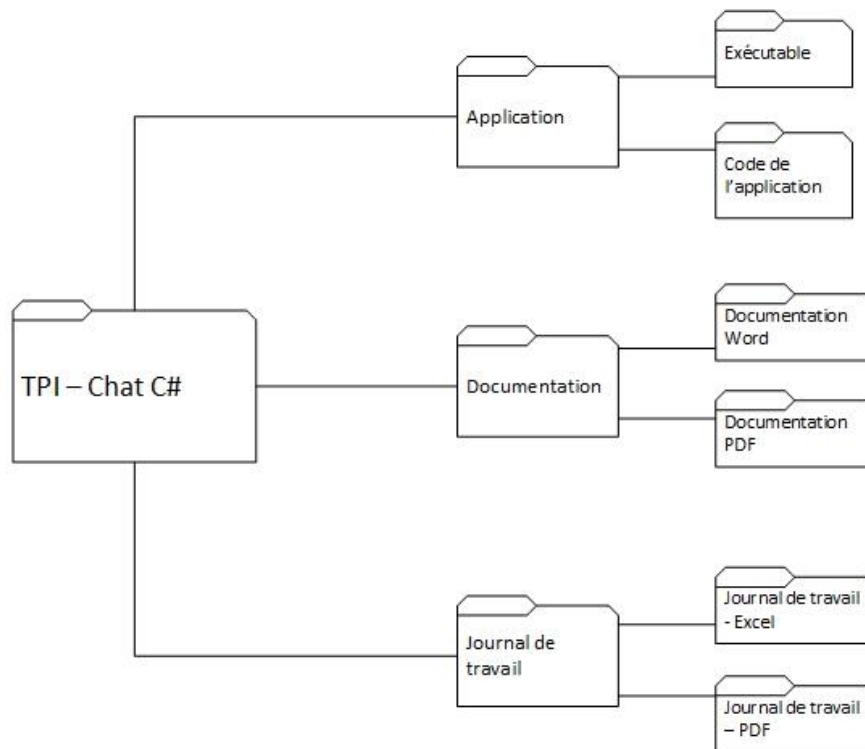 Exécutable
Application
Code de
l'application
TPI – Chat C#
Documentation
Word
Documentation
Documentation
PDF
Journal de travail
- Excel
Journal de
travail
Journal de travail
– PDF